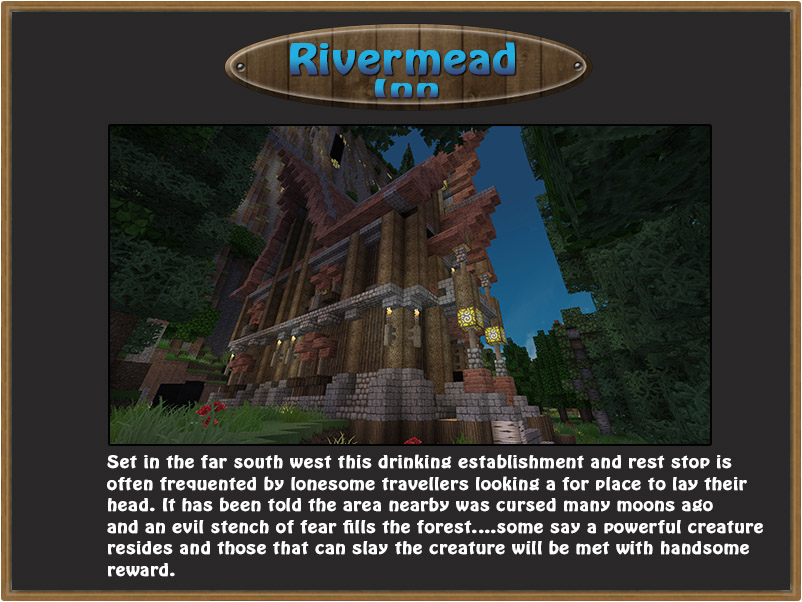 Rivermead
Inn
Set in the far south west this drinking establishment and rest stop is
often frequented by lonesome travellers looking a for place to lay their
head. It has been told the area nearby was cursed many moons ago
and an evil stench of fear fills the forest....some say a powerful creature
resides and those that can slay the creature will be met with handsome
reward.